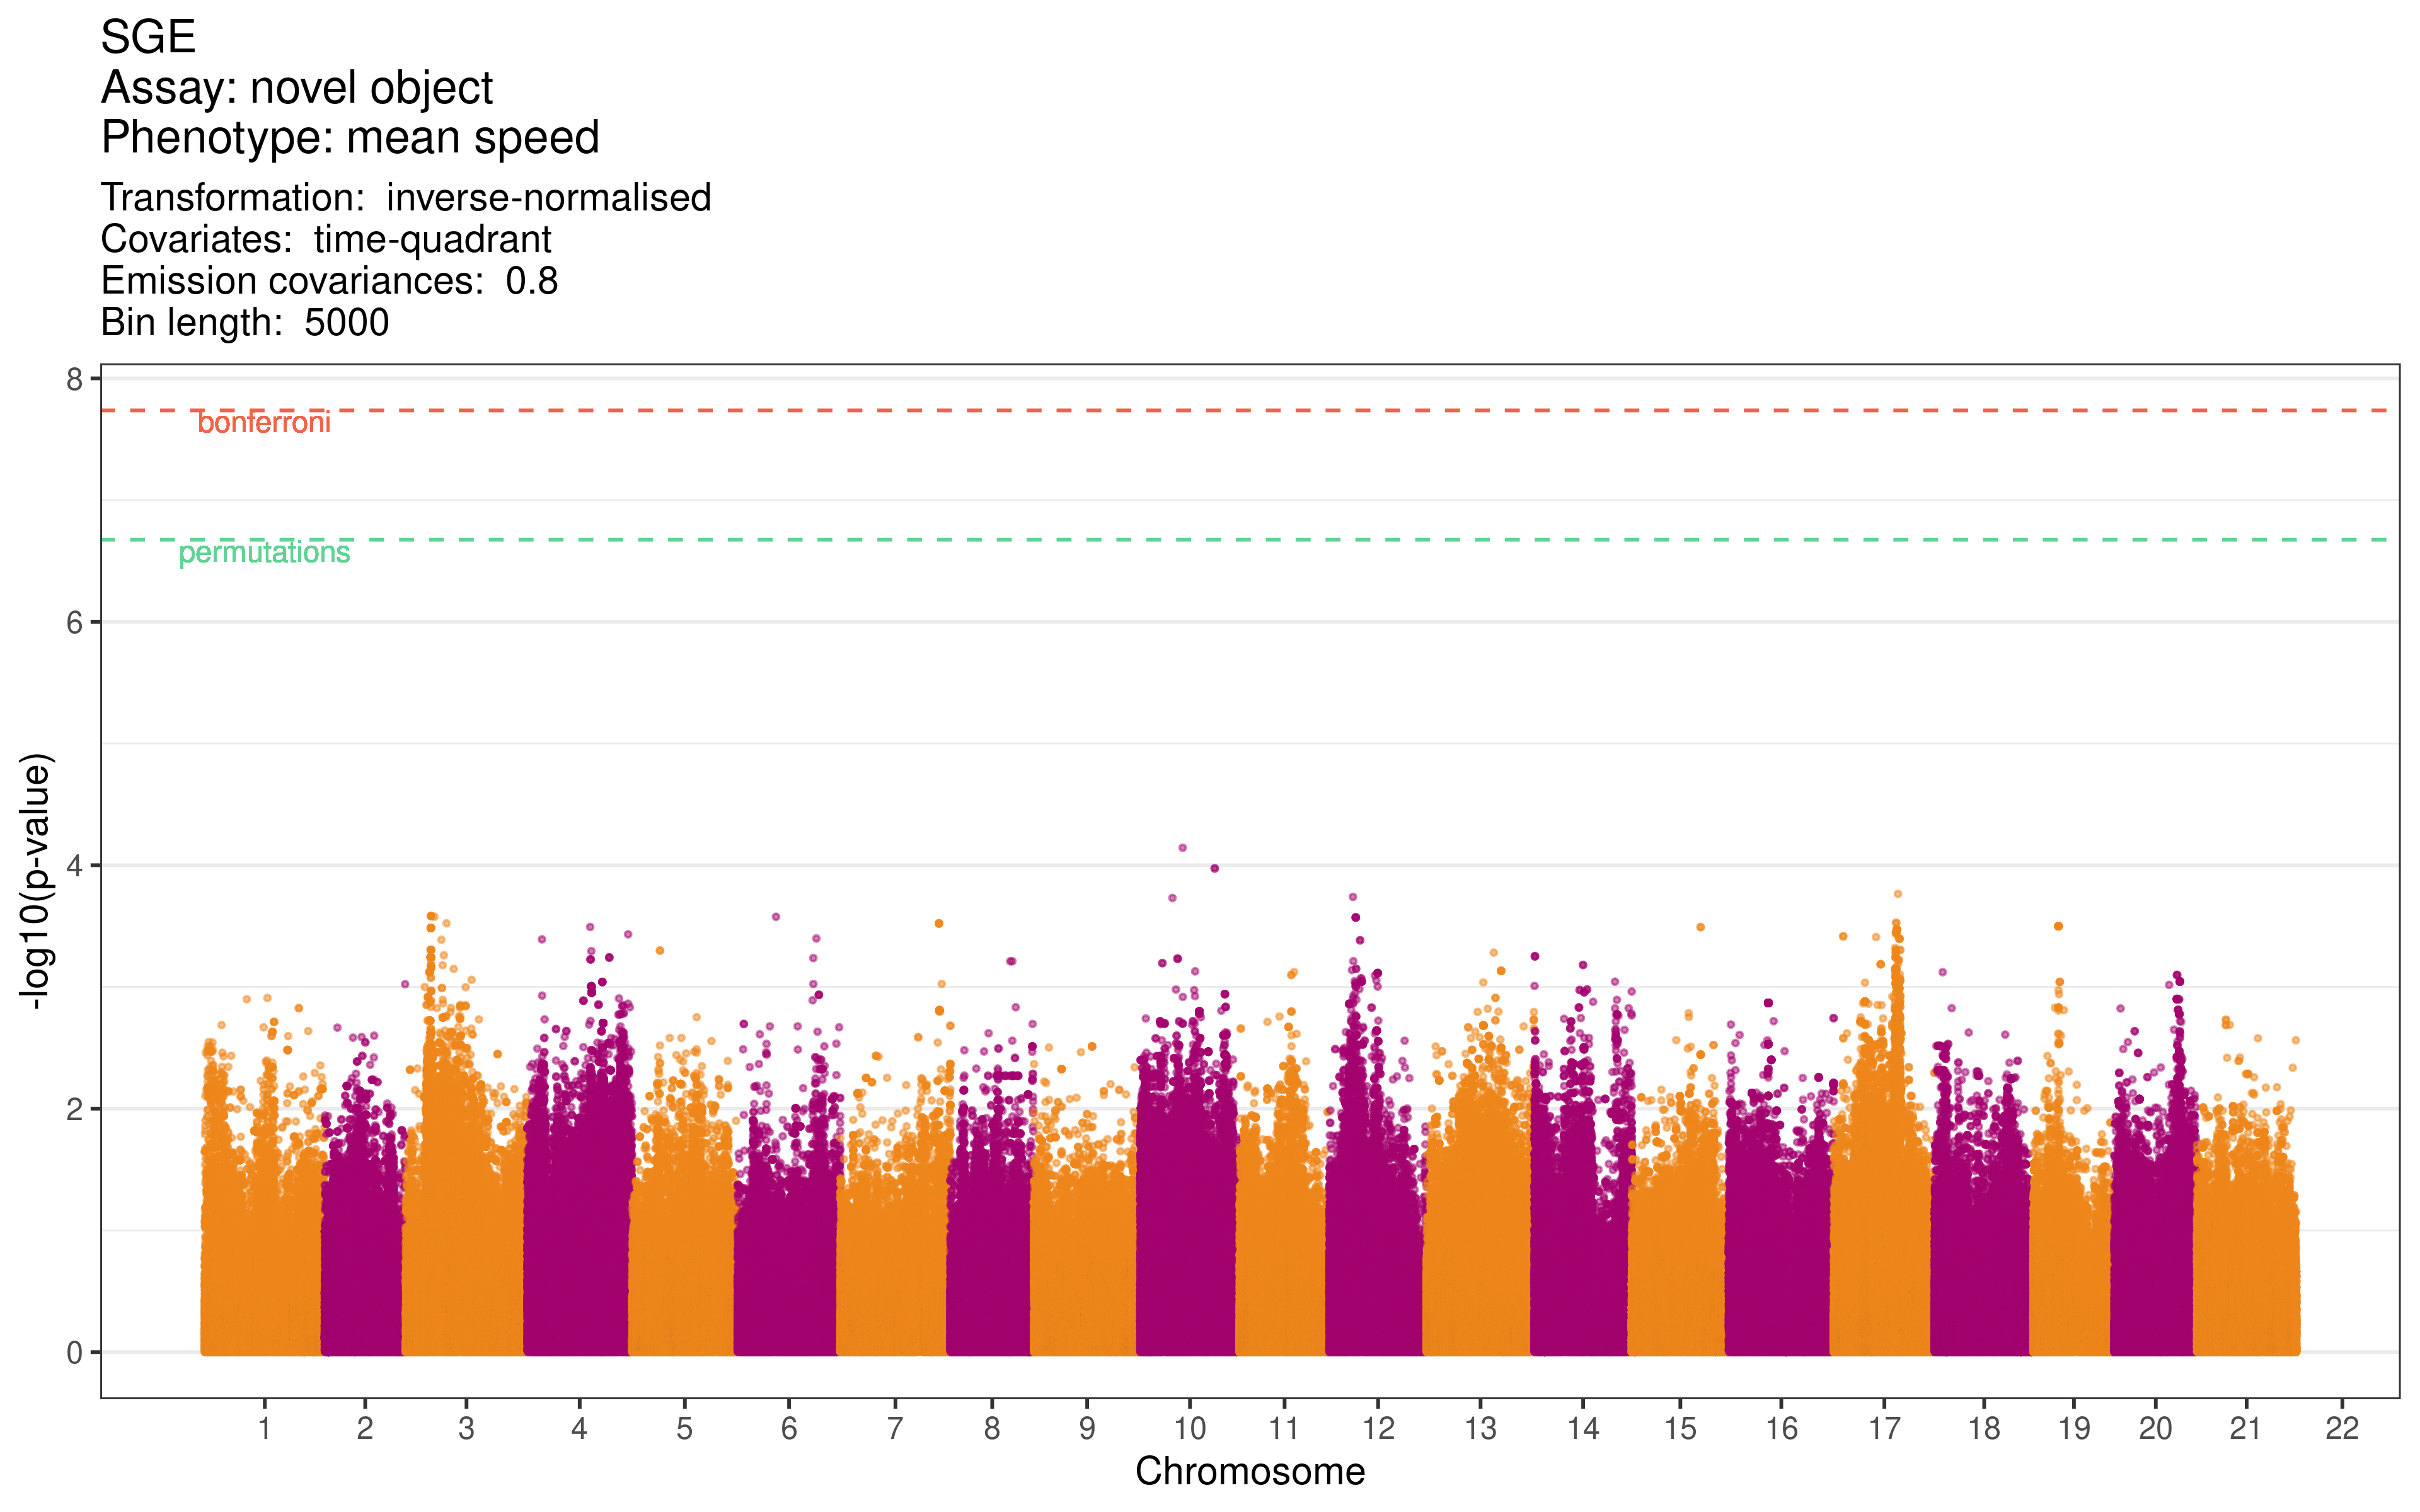 SGE
Assay: novel object
Phenotype: mean speed
Transformation:  inverse-normalised
Covariates:  time-quadrant
Emission covariances:  0.8
Bin length:  5000
8
bonferroni
permutations
6
4
2
0
-log10(p-value)
1 2 3 4 5 6 7 8 9 10 11 12 13 14 15 16 17 18 19 20 21 22
Chromosome